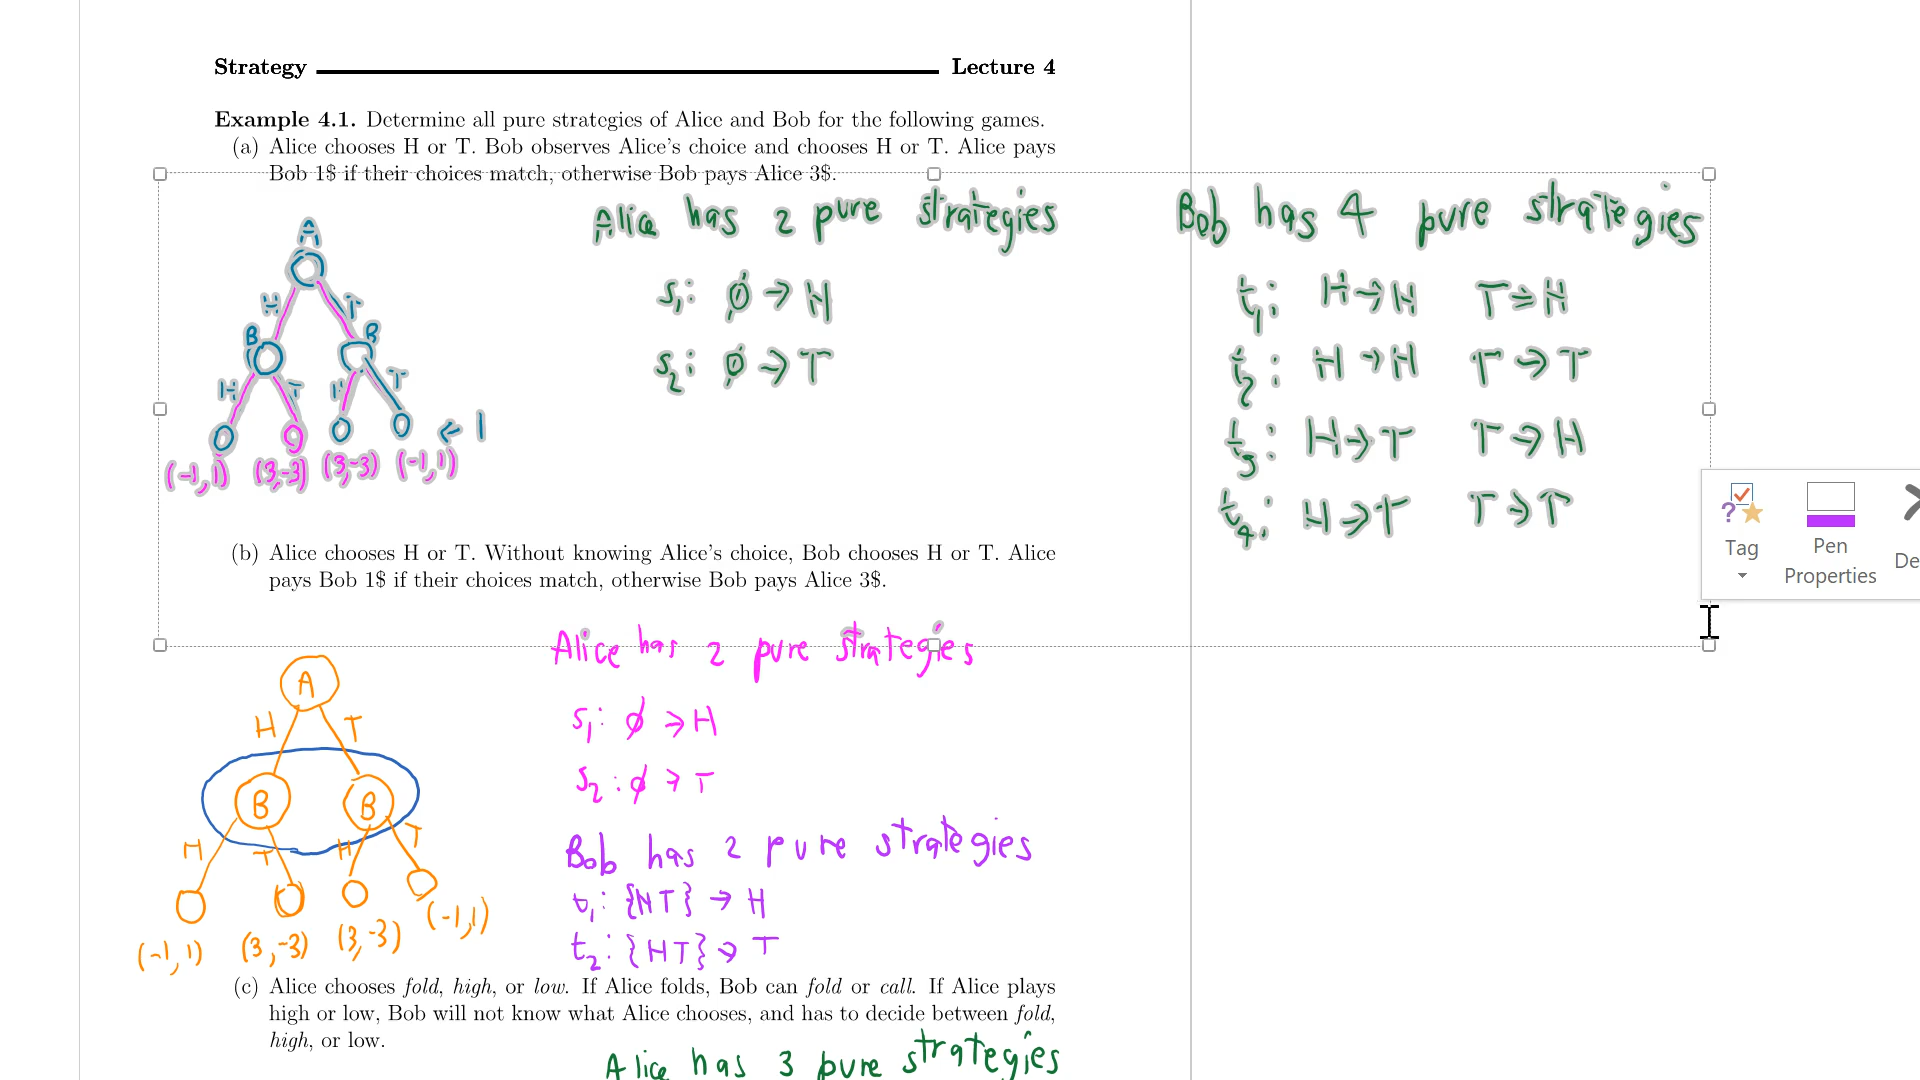 Strategy Lecture 4
Example 4.1. Determine all pure strategies of Alice and Bob for the following games.
(a) Alice chooses H or T. Bob observes Alice's choice and chooses H or T. Alice pays
Bob 1$ if their choices match, otherwise Bob pays Alice 3$.
Alice has 2 pure strategies
s₁: ∅ → H
s₂: ∅ → T
Bob has 4 pure strategies
t₁: H → H T → H
t₂: H → H T → T
t₃: H → T T → H
t₄: H → T T → T
A
H T
B B
H T H T
← 1
(-1,1) (3,-3) (3,-3) (-1,1)
(b) Alice chooses H or T. Without knowing Alice's choice, Bob chooses H or T. Alice
pays Bob 1$ if their choices match, otherwise Bob pays Alice 3$.
Alice has 2 pure strategies
s₁: ∅ → H
s₂: ∅ → T
Bob has 2 pure strategies
t₁: {HT} → H
t₂: {HT} → T
A
H T
B B
H T H T
(-1,1) (3,-3) (3,-3) (-1,1)
(c) Alice chooses fold, high, or low. If Alice folds, Bob can fold or call. If Alice plays
high or low, Bob will not know what Alice chooses, and has to decide between fold,
high, or low.
Alice has 3 pure strategies
Tag
Pen
Properties
De